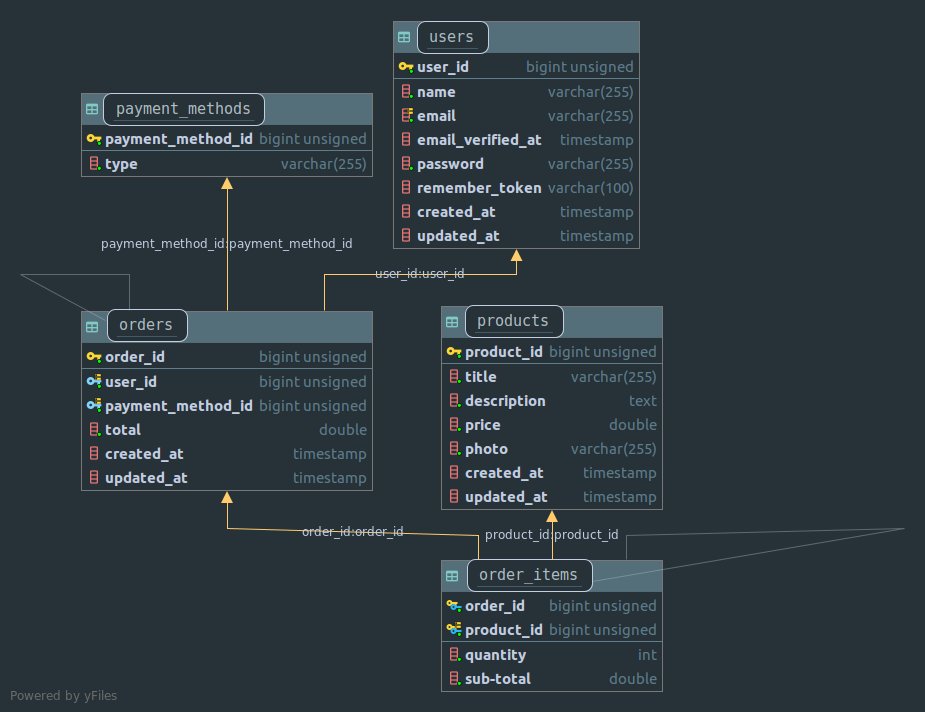 users
user_id bigint unsigned
name varchar(255)
email varchar(255)
email_verified_at timestamp
password varchar(255)
remember_token varchar(100)
created_at timestamp
updated_at timestamp
payment_methods
payment_method_id bigint unsigned
type varchar(255)
payment_method_id:payment_method_id
user_id:user_id
orders
order_id bigint unsigned
user_id bigint unsigned
payment_method_id bigint unsigned
total double
created_at timestamp
updated_at timestamp
products
product_id bigint unsigned
title varchar(255)
description text
price double
photo varchar(255)
created_at timestamp
updated_at timestamp
order_id:order_id
product_id:product_id
order_items
order_id bigint unsigned
product_id bigint unsigned
quantity int
sub-total double
Powered by yFiles